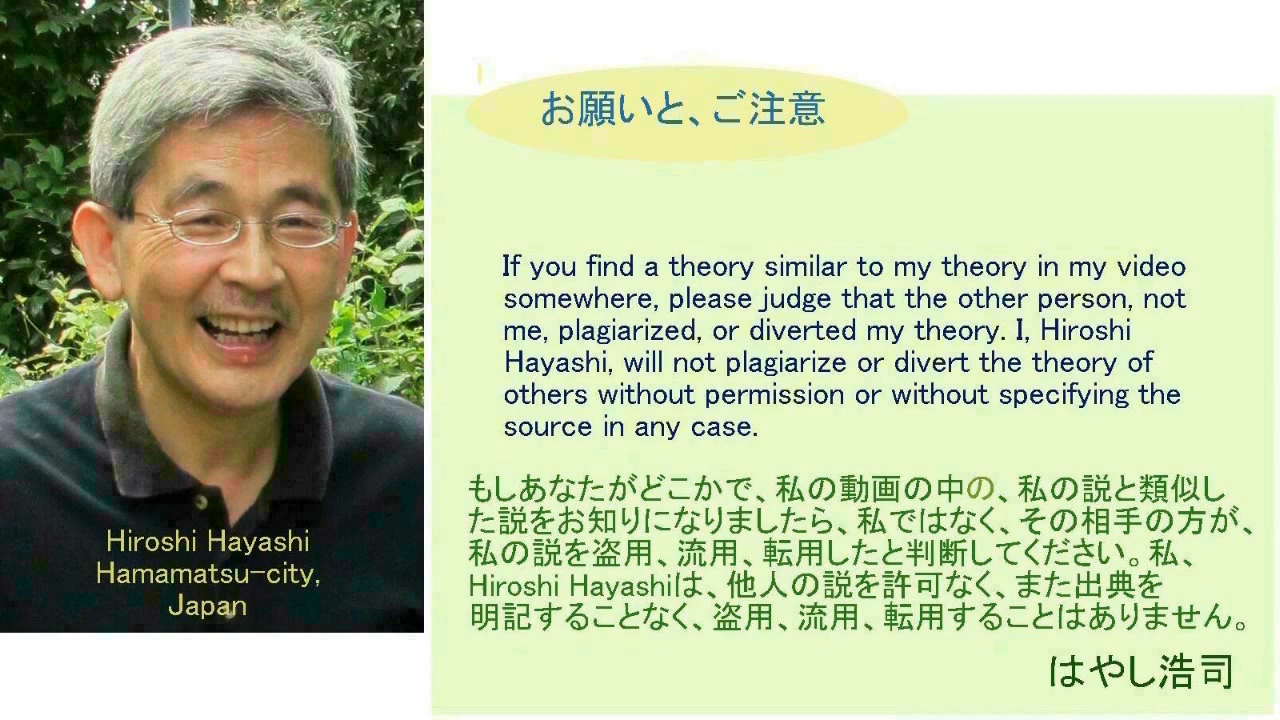 お願いと、ご注意
If you find a theory similar to my theory in my video
somewhere, please judge that the other person, not
me, plagiarized, or diverted my theory. I, Hiroshi
Hayashi, will not plagiarize or divert the theory of
others without permission or without specifying the
source in any case.
もしあなたがどこかで、私の動画の中の、私の説と類似し
た説をお知りになりましたら、私ではなく、その相手の方が、
私の説を盗用、流用、転用したと判断してください。私、
Hiroshi Hayashiは、他人の説を許可なく、また出典を
明記することなく、盗用、流用、転用することはありません。
はやし浩司
Hiroshi Hayashi
Hamamatsu-city,
Japan